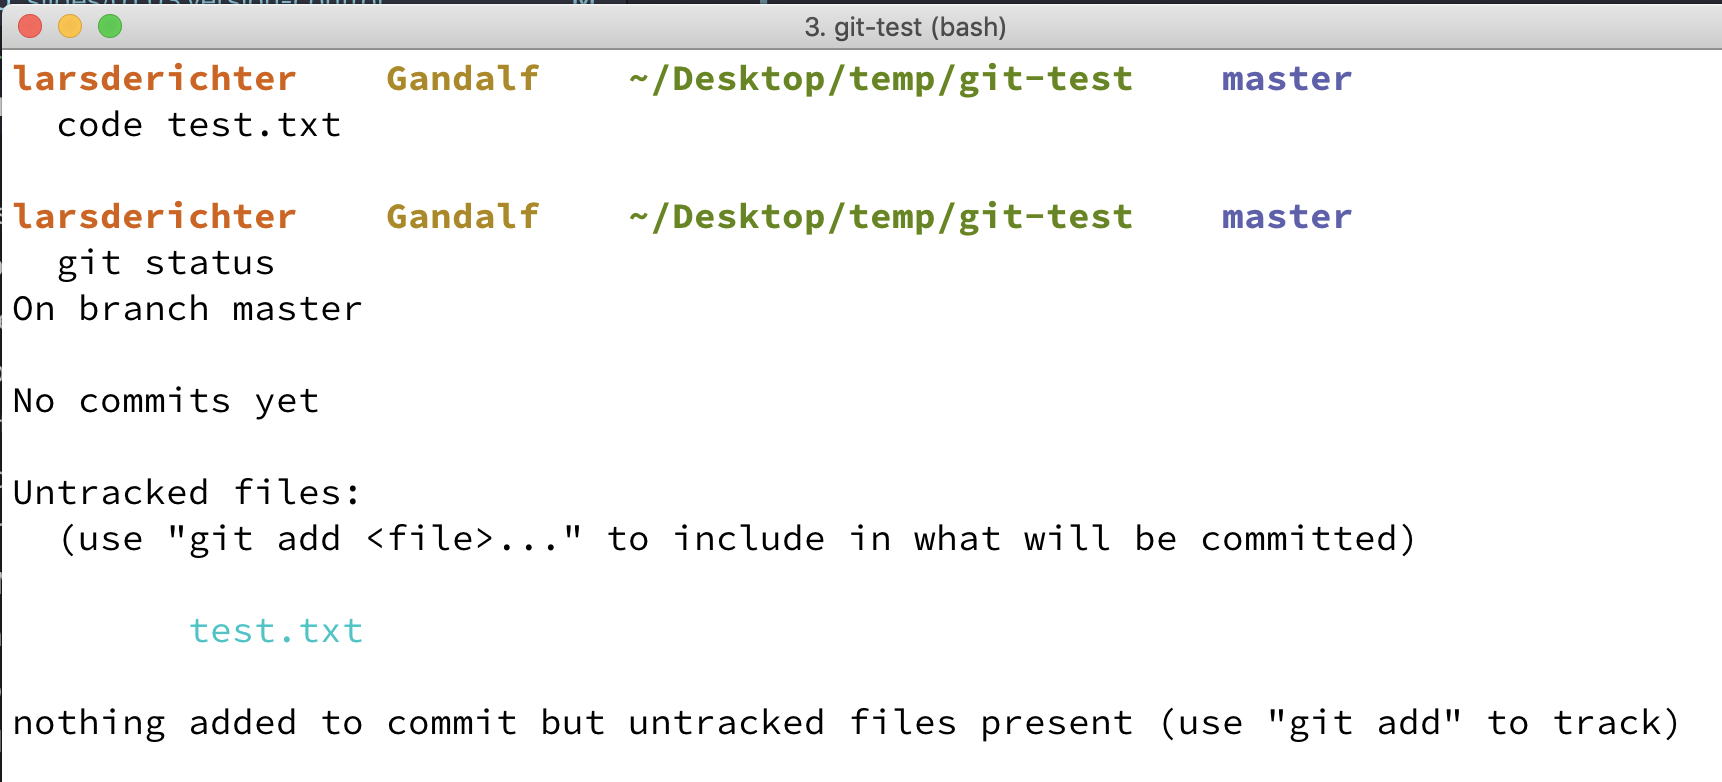 3. git-test (bash)
larsderichter Gandalf ~/Desktop/temp/git-test master
code test.txt
larsderichter Gandalf ~/Desktop/temp/git-test master
git status
On branch master
No commits yet
Untracked files:
(use "git add <file>..." to include in what will be committed)
test.txt
nothing added to commit but untracked files present (use "git add" to track)